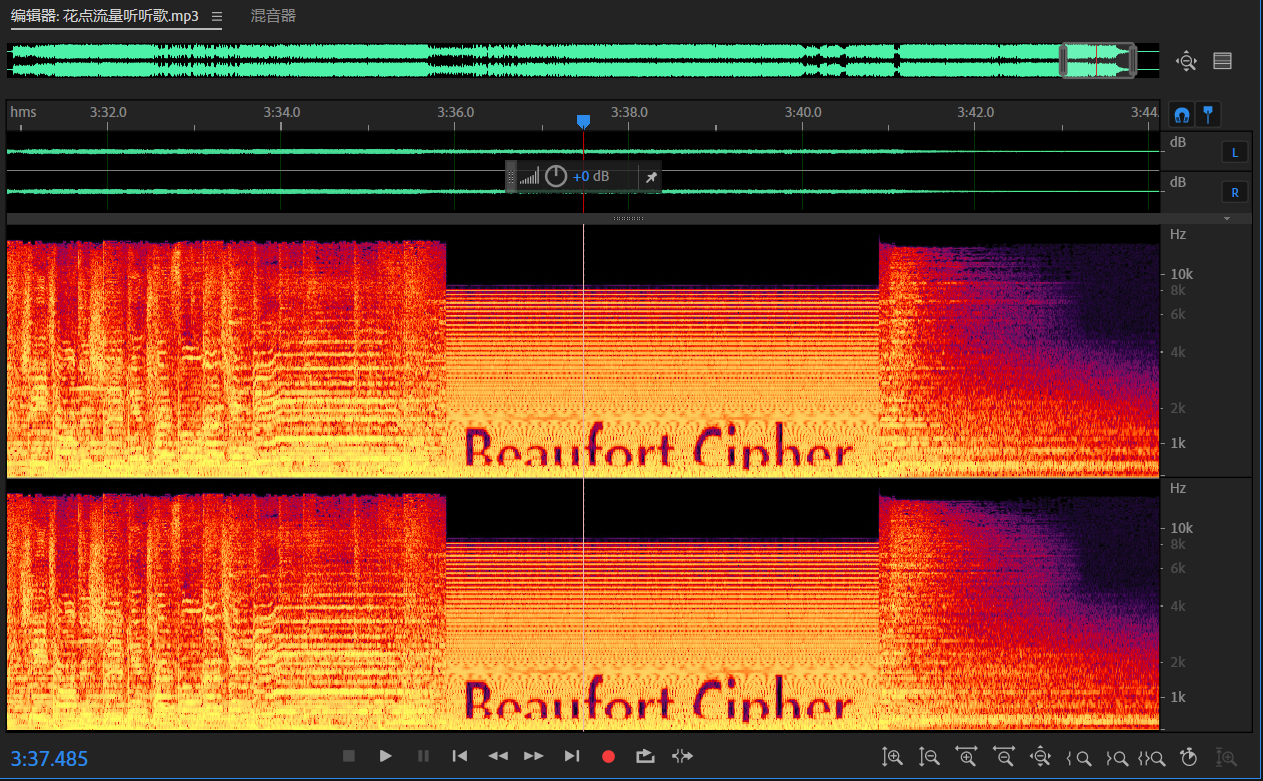 编辑器: 花点流量听听歌.mp3 ☰ 混音器
hms 3:32.0 3:34.0 3:36.0 3:38.0 3:40.0 3:42.0 3:44.
dB
L
+0 dB
dB
R
Hz
10k
8k
6k
4k
2k
1k
Beaufort Cipher
Hz
10k
8k
6k
4k
2k
1k
Beaufort Cipher
3:37.485